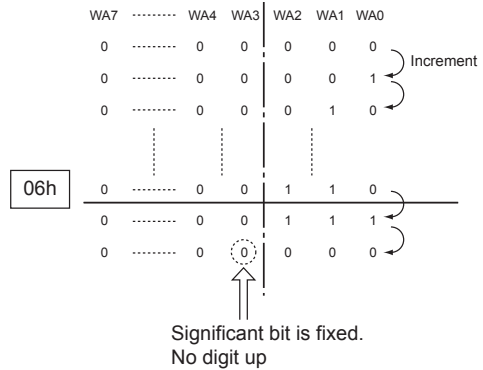 WA7 --------- WA4 WA3 WA2 WA1 WA0
0 --------- 0 0 0 0 0
Increment
0 --------- 0 0 0 0 1
0 --------- 0 0 0 1 0
06h
0 --------- 0 0 1 1 0
0 --------- 0 0 1 1 1
0 --------- 0 0 0 0 0
Significant bit is fixed.
No digit up